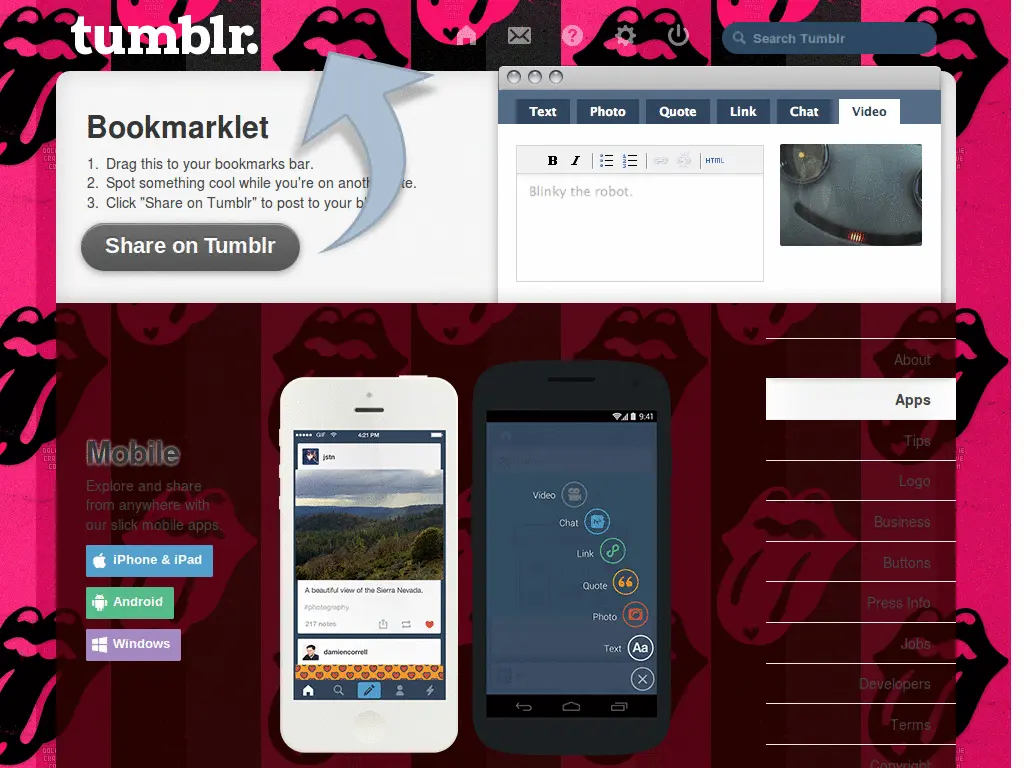 tumblr.
Search Tumblr
Bookmarklet
1. Drag this to your bookmarks bar.
2. Spot something cool while you're on
3. Click "Share on Tumblr" to post to your
Share on Tumblr
Text Photo Quote Link Chat Video
B I HTML
Blinky the robot.
About
Apps
Tips
Logo
Business
Buttons
Press Info
Jobs
Developers
Terms
Copyright
Mobile
Explore and share
from anywhere with
our slick mobile apps.
iPhone & iPad
Android
Windows
GIF 4:21 PM
jstn
A beautiful view of the Sierra Nevada.
#photography
217 notes
damiencorrell
9:41
Video
Chat
Link
Quote
Photo
Text Aa